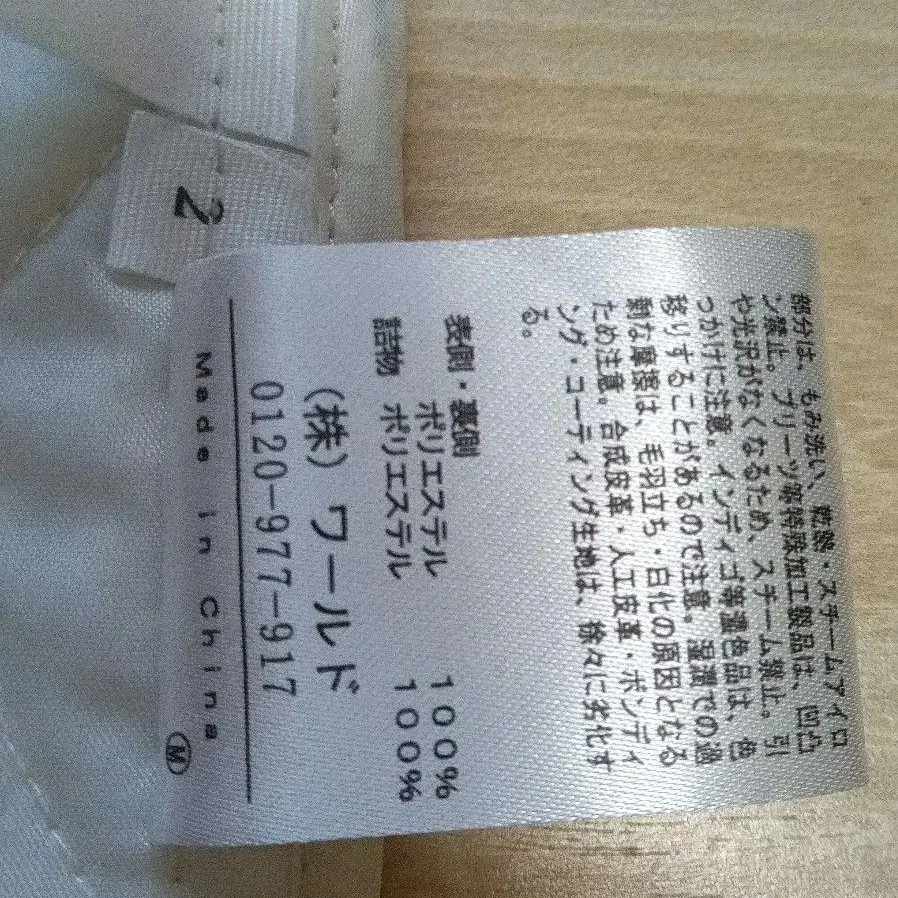 2
部分は、もみ洗い、乾燥・スチームアイロ
ン禁止。プリーツ等特殊加工製品は、凹凸
や光沢がなくなるため、スチーム禁止。引
っかけに注意。インディゴ等濃色品は、色
移りすることがあるので注意。湿潤での過
剰な摩擦は、毛羽立ち・白化の原因となる
ため注意。合成皮革・人工皮革・ボンディ
ング・コーティング生地は、徐々に劣化す
る。
表側・裏側
ポリエステル 100%
詰物 ポリエステル 100%
(株)ワールド
0120-977-917
Made in China
M